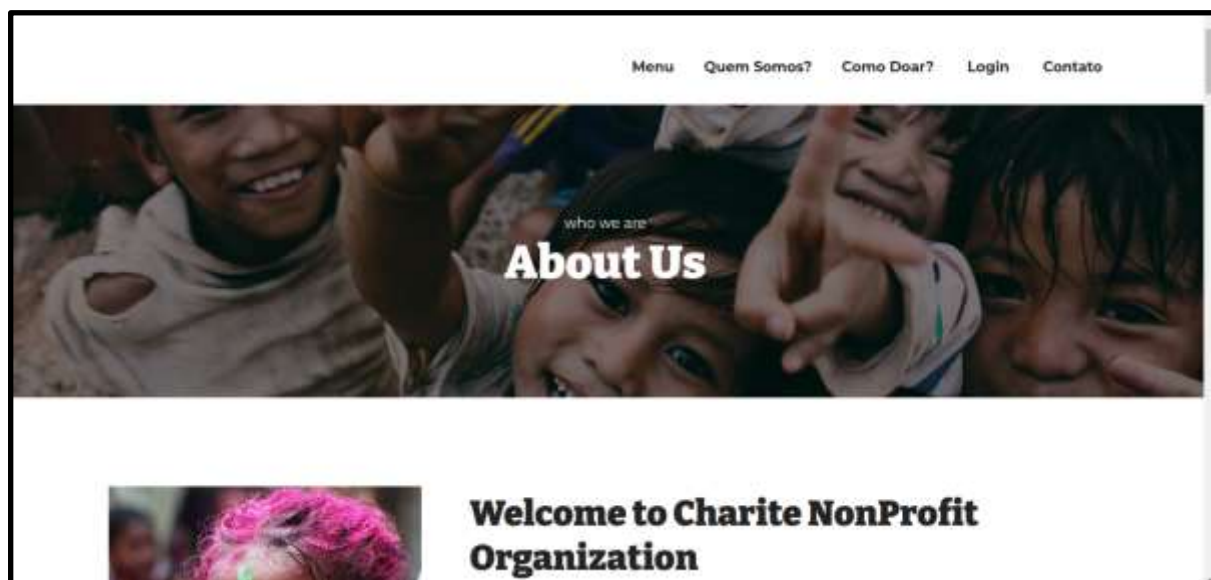 Menu Quem Somos? Como Doar? Login Contato
who we are
About Us
Welcome to Charite NonProfit
Organization